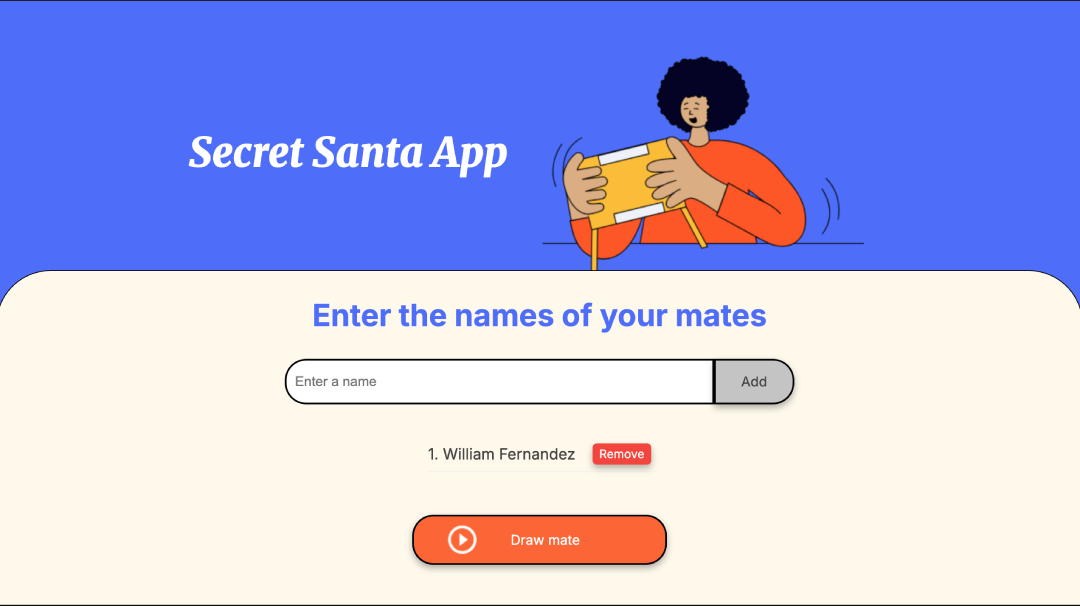 Secret Santa App
Enter the names of your mates
Enter a name
Add
1. William Fernandez
Remove
Draw mate